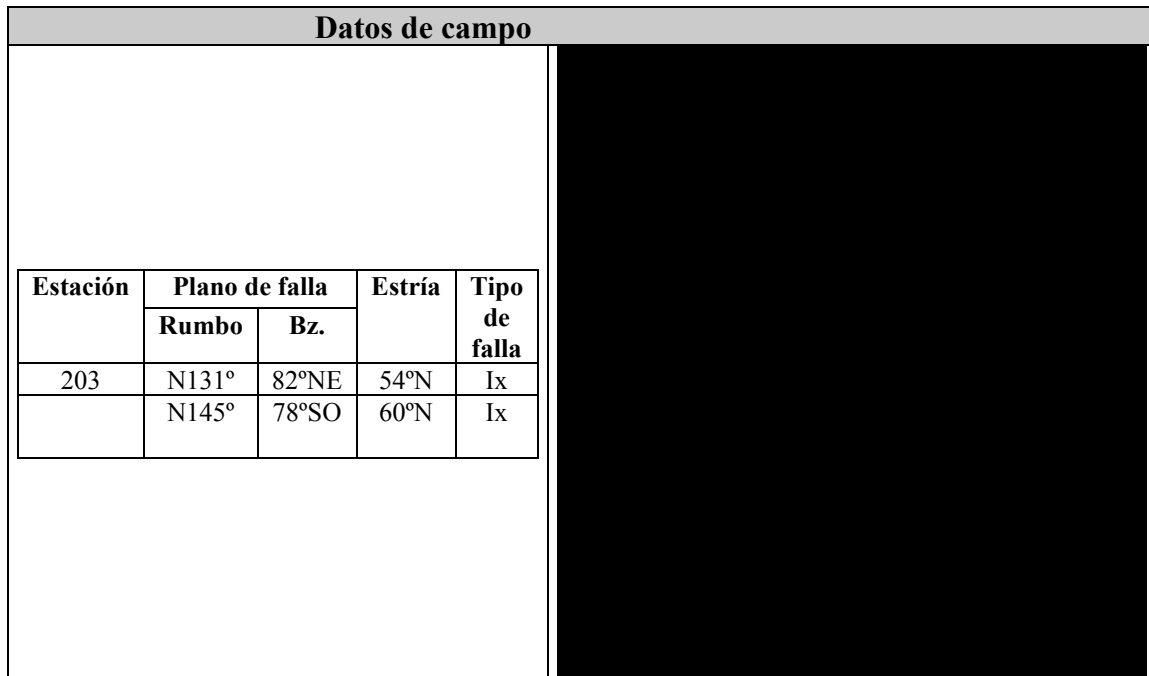 Datos de campo
Estación Plano de falla Estría Tipo de falla
Rumbo Bz.
203 N131º 82ºNE 54ºN Ix
N145º 78ºSO 60ºN Ix